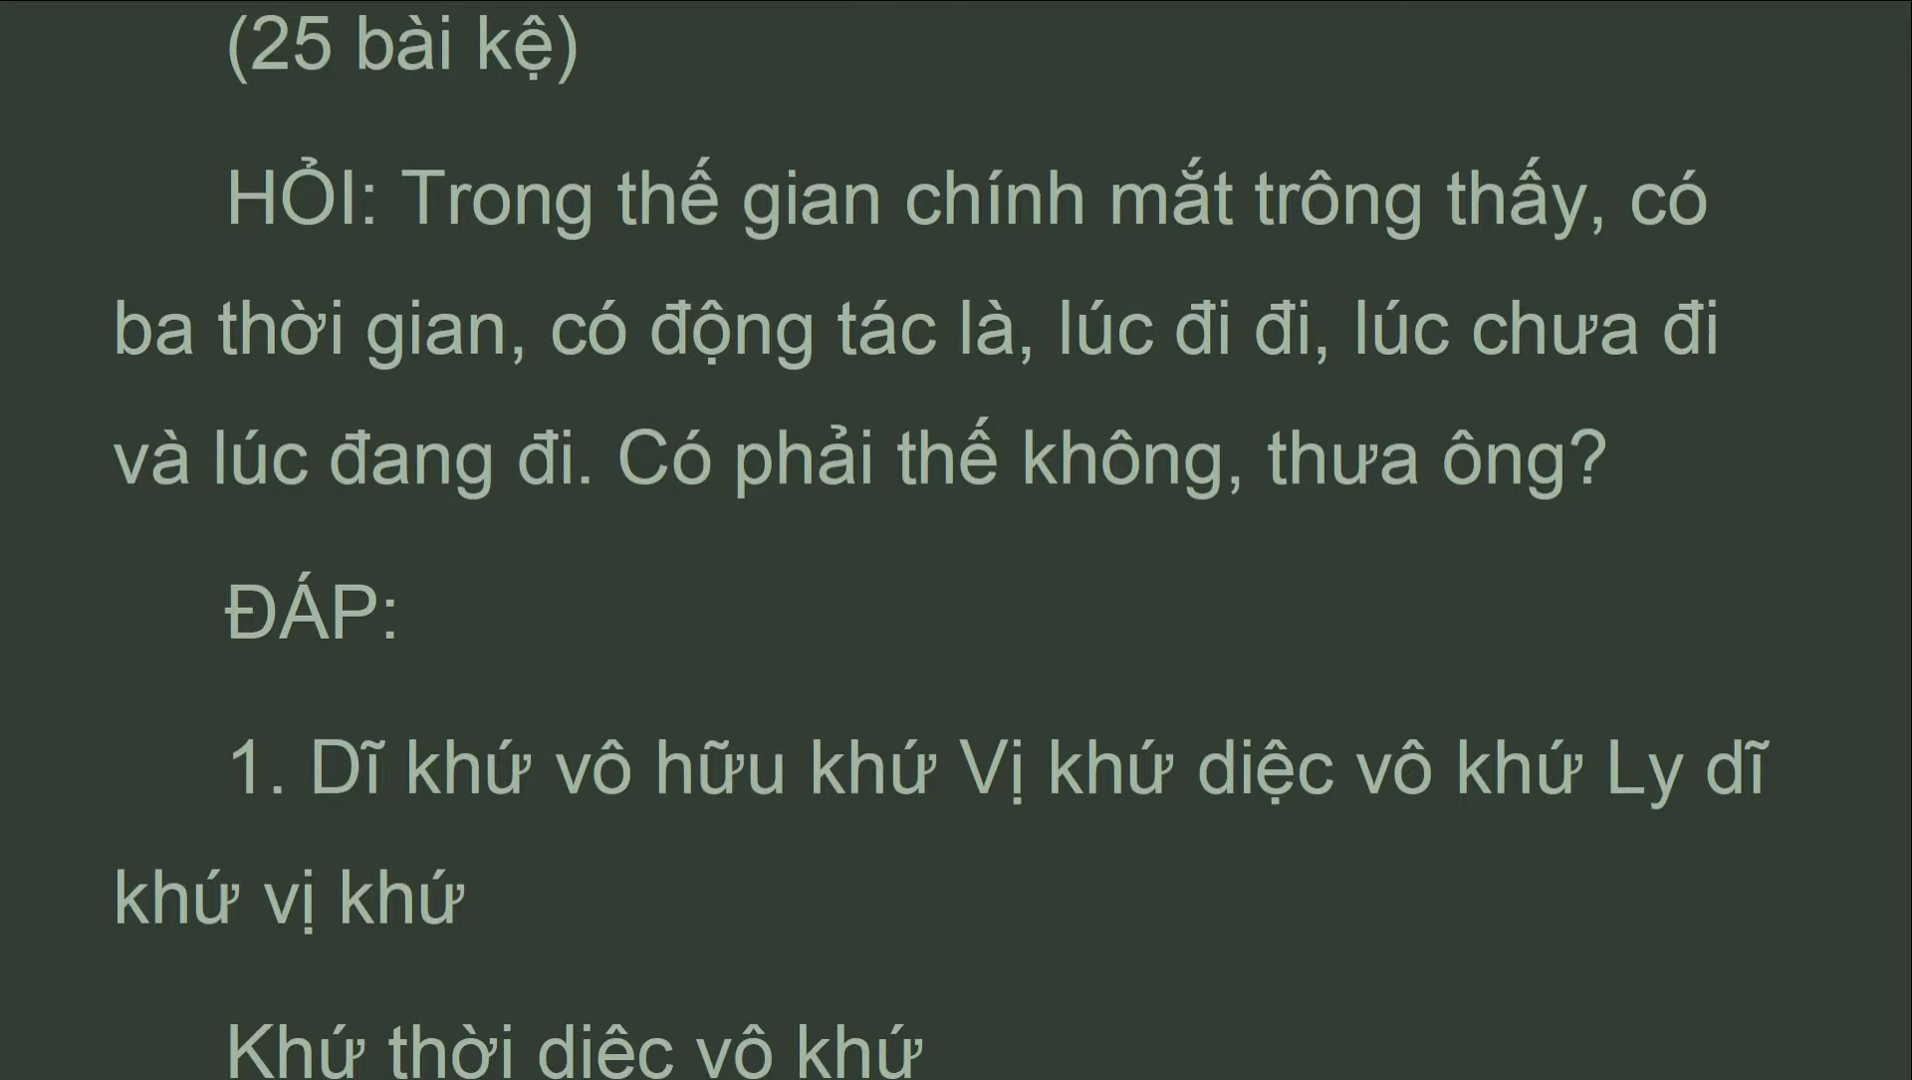 (25 bài kệ)
HỎI: Trong thế gian chính mắt trông thấy, có
ba thời gian, có động tác là, lúc đi đi, lúc chưa đi
và lúc đang đi. Có phải thế không, thưa ông?
ĐÁP:
1. Dĩ khứ vô hữu khứ Vị khứ diệc vô khứ Ly dĩ
khứ vị khứ
Khứ thời diệc vô khứ